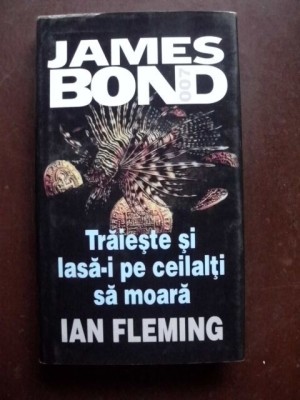 JAMES
BOND
007
Trăiește și
lasă-i pe ceilalți
să moară
IAN FLEMING